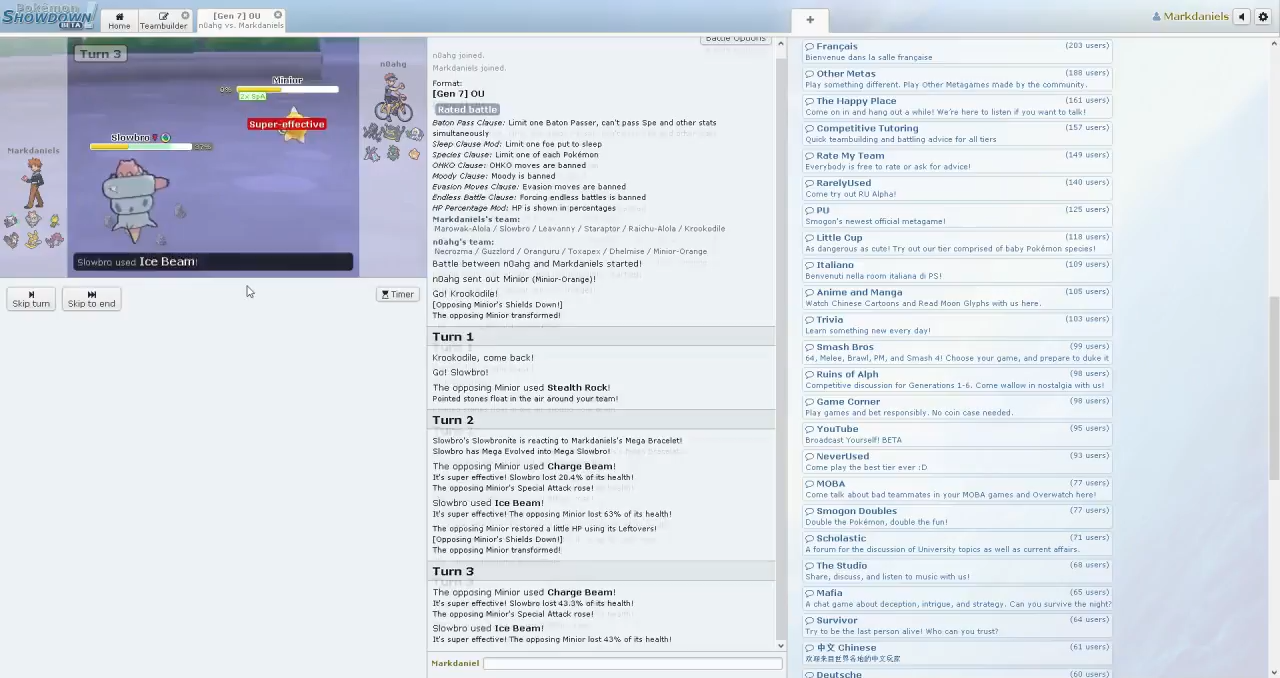 Pokémon
Showdown
BETA
Home
Teambuilder
[Gen 7] OU
n0ahg vs. Markdaniels
+
Markdaniels
Turn 3
Minior
0%
2x SpA
Super-effective
Slowbro
37%
Markdaniels
n0ahg
Slowbro used Ice Beam!
Skip turn
Skip to end
Timer
Battle Options
n0ahg joined.
Markdaniels joined.
Format:
[Gen 7] OU
Rated battle
Baton Pass Clause: Limit one Baton Passer, can't pass Spe and other stats
simultaneously
Sleep Clause Mod: Limit one foe put to sleep
Species Clause: Limit one of each Pokémon
OHKO Clause: OHKO moves are banned
Moody Clause: Moody is banned
Evasion Moves Clause: Evasion moves are banned
Endless Battle Clause: Forcing endless battles is banned
HP Percentage Mod: HP is shown in percentages
Markdaniels's team:
Marowak-Alola / Slowbro / Leavanny / Staraptor / Raichu-Alola / Krookodile
n0ahg's team:
Necrozma / Guzzlord / Oranguru / Toxapex / Dhelmise / Minior-Orange
Battle between n0ahg and Markdaniels started!
n0ahg sent out Minior (Minior-Orange)!
Go! Krookodile!
[Opposing Minior's Shields Down!]
The opposing Minior transformed!
Turn 1
Krookodile, come back!
Go! Slowbro!
The opposing Minior used Stealth Rock!
Pointed stones float in the air around your team!
Turn 2
Slowbro's Slowbronite is reacting to Markdaniels's Mega Bracelet!
Slowbro has Mega Evolved into Mega Slowbro!
The opposing Minior used Charge Beam!
It's super effective! Slowbro lost 20.4% of its health!
The opposing Minior's Special Attack rose!
Slowbro used Ice Beam!
It's super effective! The opposing Minior lost 63% of its health!
The opposing Minior restored a little HP using its Leftovers!
[Opposing Minior's Shields Down!]
The opposing Minior transformed!
Turn 3
The opposing Minior used Charge Beam!
It's super effective! Slowbro lost 43.3% of its health!
The opposing Minior's Special Attack rose!
Slowbro used Ice Beam!
It's super effective! The opposing Minior lost 43% of its health!
Markdaniel
Français (203 users)
Bienvenue dans la salle française
Other Metas (188 users)
Play something different. Play Other Metagames made by the community.
The Happy Place (161 users)
Come on in and hang out a while! We're here to listen if you want to talk!
Competitive Tutoring (157 users)
Quick teambuilding and battling advice for all tiers
Rate My Team (149 users)
Everybody is free to rate or ask for advice!
RarelyUsed (140 users)
Come try out RU Alpha!
PU (125 users)
Smogon's newest official metagame!
Little Cup (118 users)
As dangerous as cute! Try out our tier comprised of baby Pokémon species!
Italiano (109 users)
Benvenuti nella room italiana di PS!
Anime and Manga (105 users)
Watch Chinese Cartoons and Read Moon Glyphs with us here.
Trivia (103 users)
Learn something new every day!
Smash Bros (99 users)
64, Melee, Brawl, PM, and Smash 4! Choose your game, and prepare to duke it
Ruins of Alph (98 users)
Competitive discussion for Generations 1-6. Come wallow in nostalgia with us!
Game Corner (98 users)
Play games and bet responsibly. No coin case needed.
YouTube (95 users)
Broadcast Yourself! BETA
NeverUsed (93 users)
Come play the best tier ever :D
MOBA (77 users)
Come talk about bad teammates in your MOBA games and Overwatch here!
Smogon Doubles (77 users)
Double the Pokémon, double the fun!
Scholastic (71 users)
A forum for the discussion of University topics as well as current affairs.
The Studio (68 users)
Share, discuss, and listen to music with us!
Mafia (65 users)
A chat game about deception, intrigue, and strategy. Can you survive the night?
Survivor (64 users)
Try to be the last person alive! Who can you trust?
中文 Chinese (61 users)
欢迎来自世界各地的中文玩家
Deutsche (60 users)